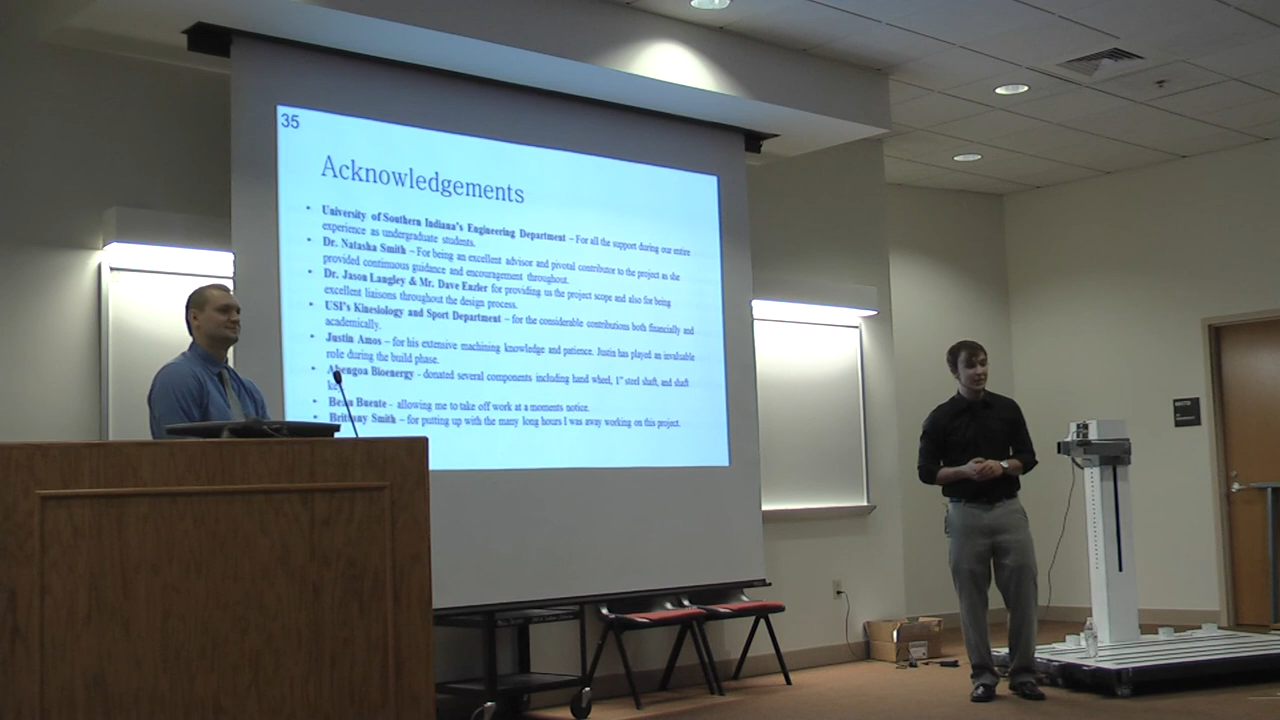 35
Acknowledgements
• University of Southern Indiana's Engineering Department – For all the support during our entire
experience as undergraduate students.
• Dr. Natasha Smith – For being an excellent advisor and pivotal contributor to the project as she
provided continuous guidance and encouragement throughout.
• Dr. Jason Langley & Mr. Dave Enzler for providing us the project scope and also for being
excellent liaisons throughout the design process.
• USI's Kinesiology and Sport Department – for the considerable contributions both financially and
academically.
• Justin Amos – for his extensive machining knowledge and patience. Justin has played an invaluable
role during the build phase.
• Abengoa Bioenergy - donated several components including hand wheel, 1" steel shaft, and shaft
• Beau Buente - allowing me to take off work at a moments notice.
• Brittany Smith – for putting up with the many long hours I was away working on this project.